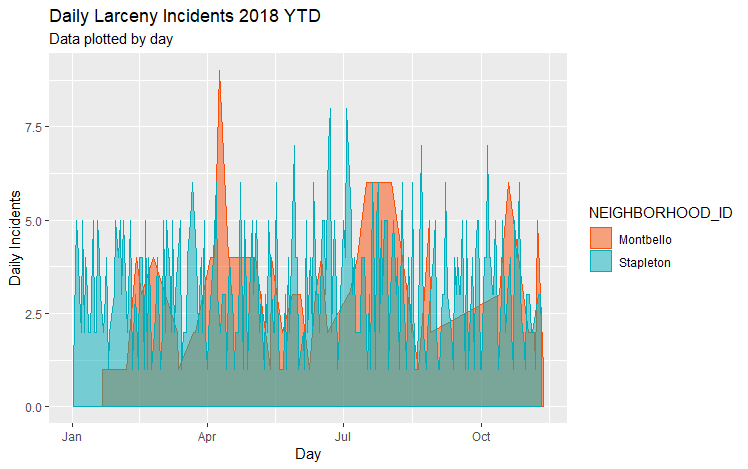 Daily Larceny Incidents 2018 YTD
Data plotted by day
Daily Incidents
7.5
5.0
2.5
0.0
Jan
Apr
Jul
Oct
Day
NEIGHBORHOOD_ID
Montbello
Stapleton